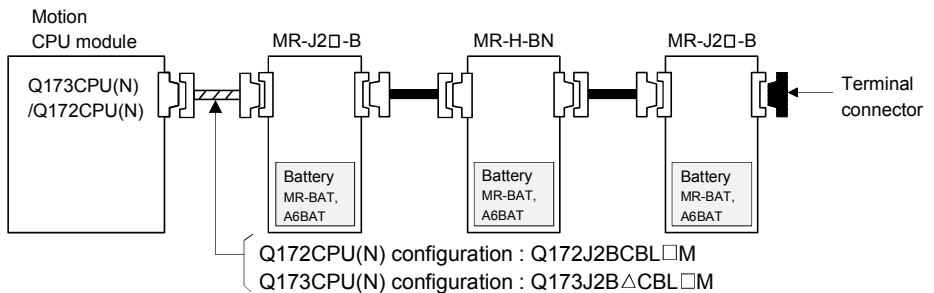 Motion
CPU module
MR-J2□-B
MR-H-BN
MR-J2□-B
Q173CPU(N)
/Q172CPU(N)
Terminal
connector
Battery
MR-BAT,
A6BAT
Battery
MR-BAT,
A6BAT
Battery
MR-BAT,
A6BAT
Q172CPU(N) configuration : Q172J2BCBL□M
Q173CPU(N) configuration : Q173J2B△CBL□M